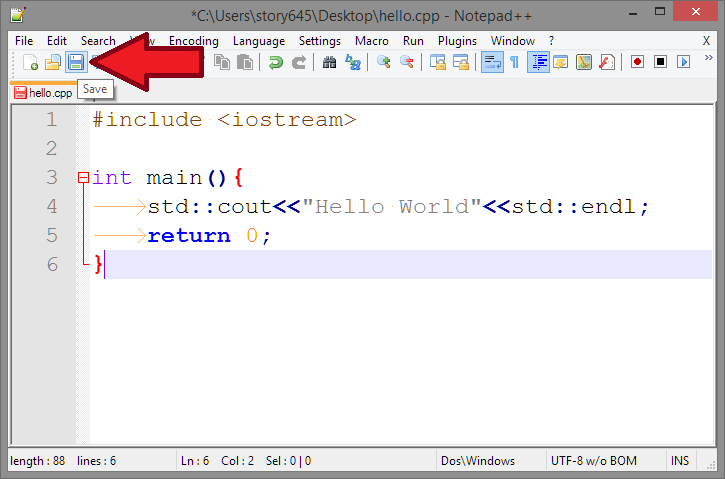 *C:\Users\story645\Desktop\hello.cpp - Notepad++
File Edit Search View Encoding Language Settings Macro Run Plugins Window ? X
hello.cpp
Save
1 #include <iostream>
2
3 int main(){
4 std::cout<<"Hello World"<<std::endl;
5 return 0;
6 }
length : 88 lines : 6 Ln : 6 Col : 2 Sel : 0 | 0 Dos\Windows UTF-8 w/o BOM INS